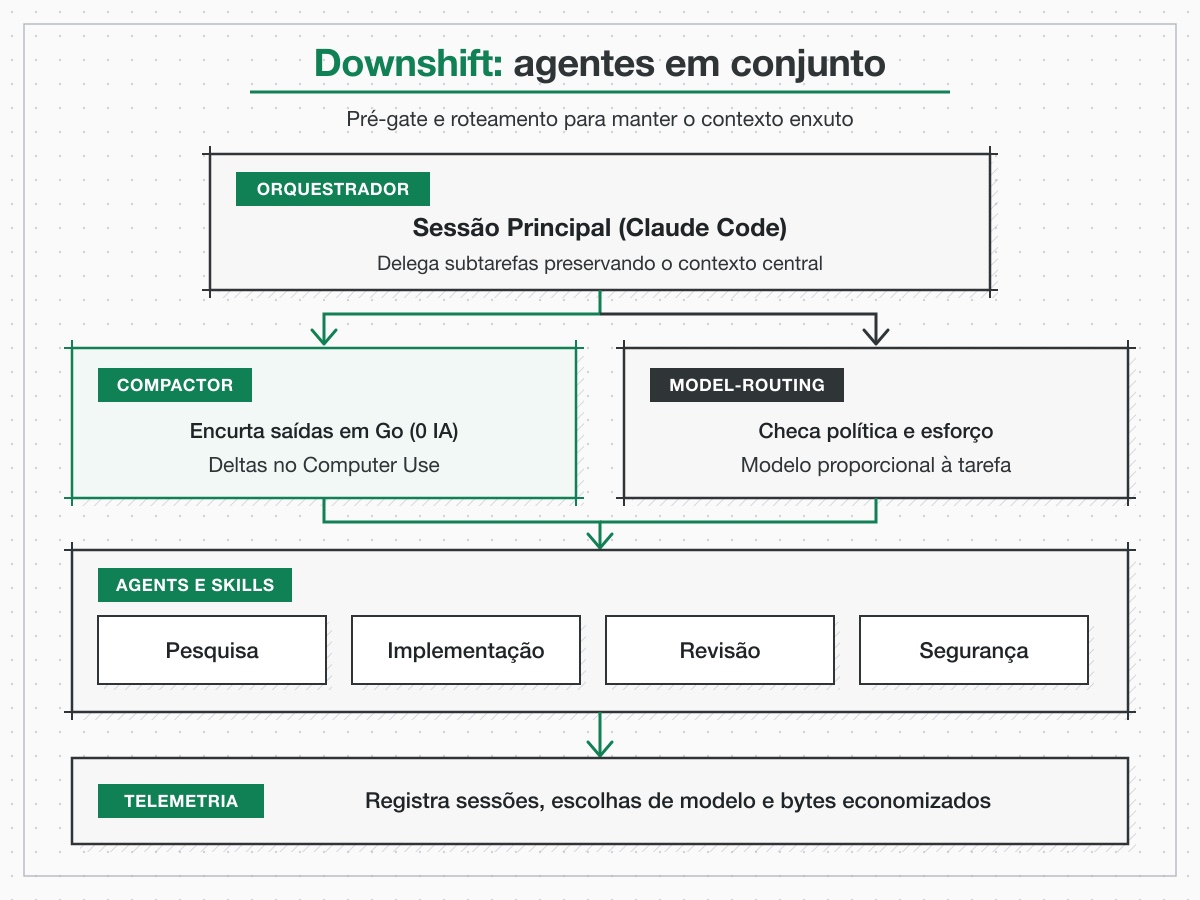 Downshift: agentes em conjunto
Pré-gate e roteamento para manter o contexto enxuto
ORQUESTRADOR
Sessão Principal (Claude Code)
Delega subtarefas preservando o contexto central
COMPACTOR
Encurta saídas em Go (0 IA)
Deltas no Computer Use
MODEL-ROUTING
Checa política e esforço
Modelo proporcional à tarefa
AGENTS E SKILLS
Pesquisa
Implementação
Revisão
Segurança
TELEMETRIA
Registra sessões, escolhas de modelo e bytes economizados